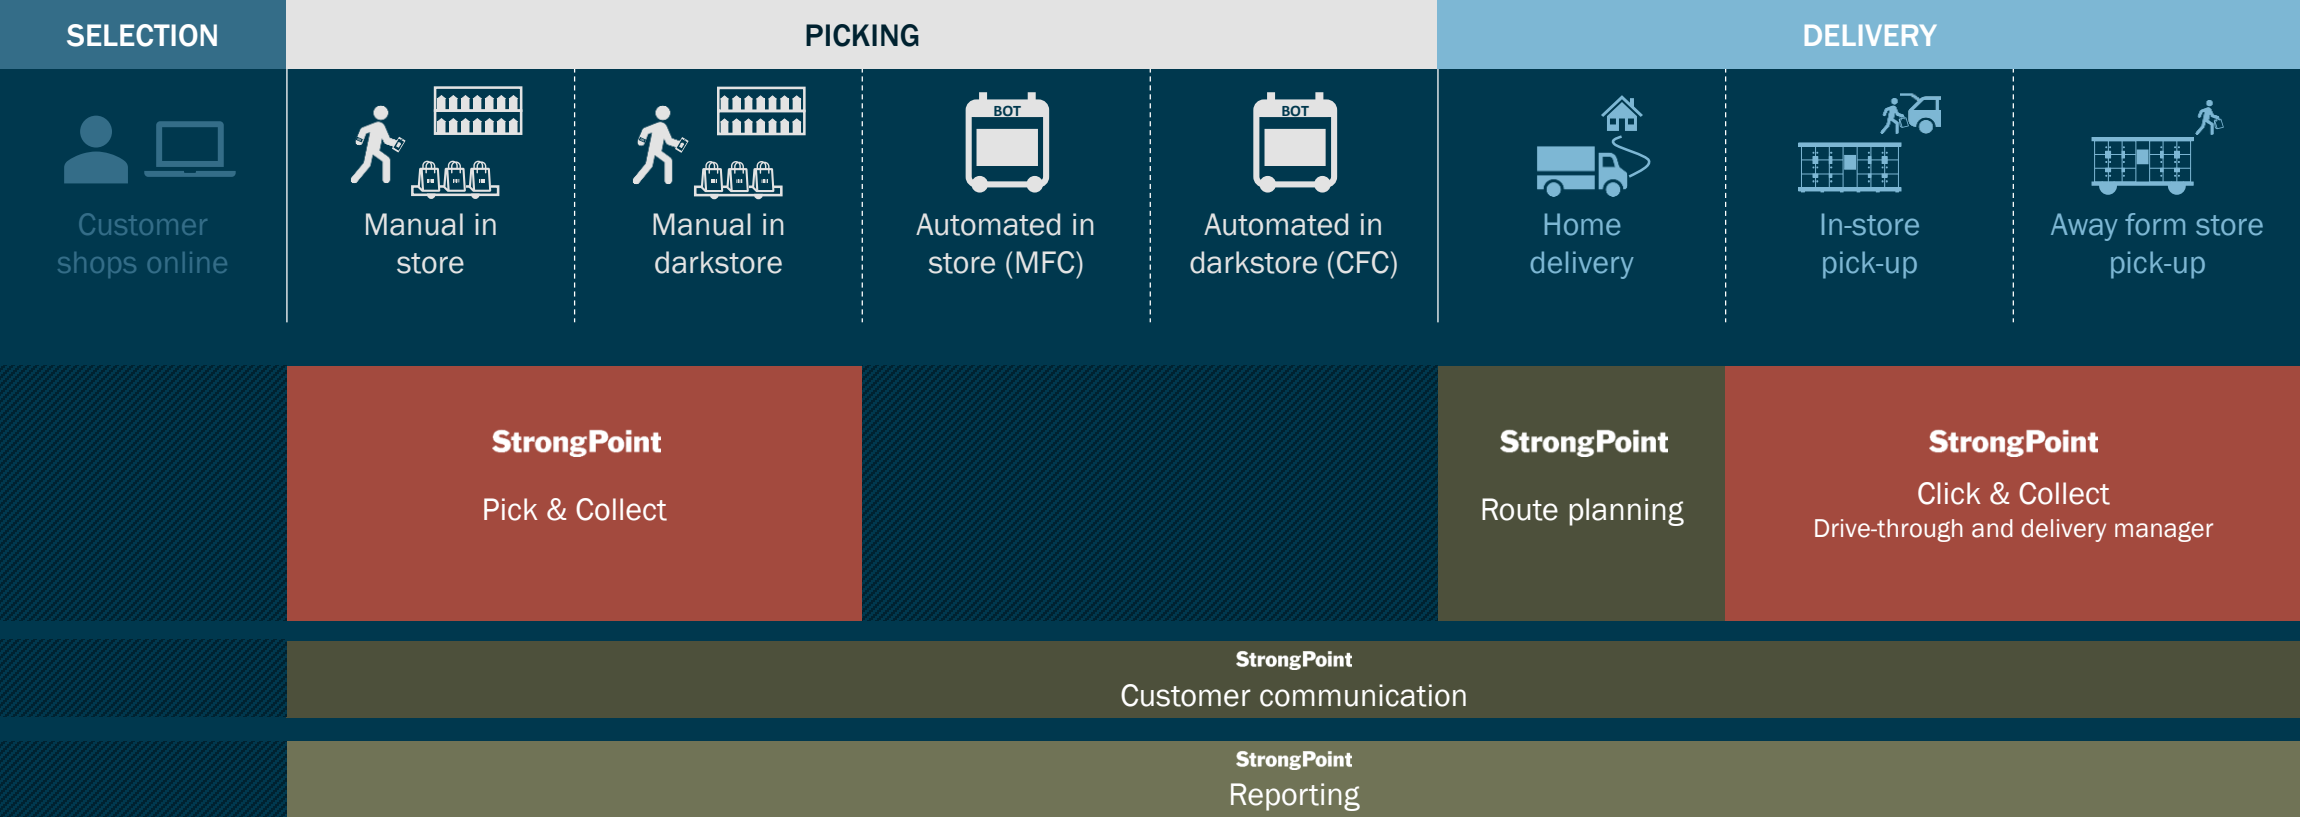 SELECTION
PICKING
DELIVERY
Customer
shops online
Manual in
store
Manual in
darkstore
BOT
Automated in
store (MFC)
BOT
Automated in
darkstore (CFC)
Home
delivery
In-store
pick-up
Away form store
pick-up
StrongPoint
Pick & Collect
StrongPoint
Route planning
StrongPoint
Click & Collect
Drive-through and delivery manager
StrongPoint
Customer communication
StrongPoint
Reporting